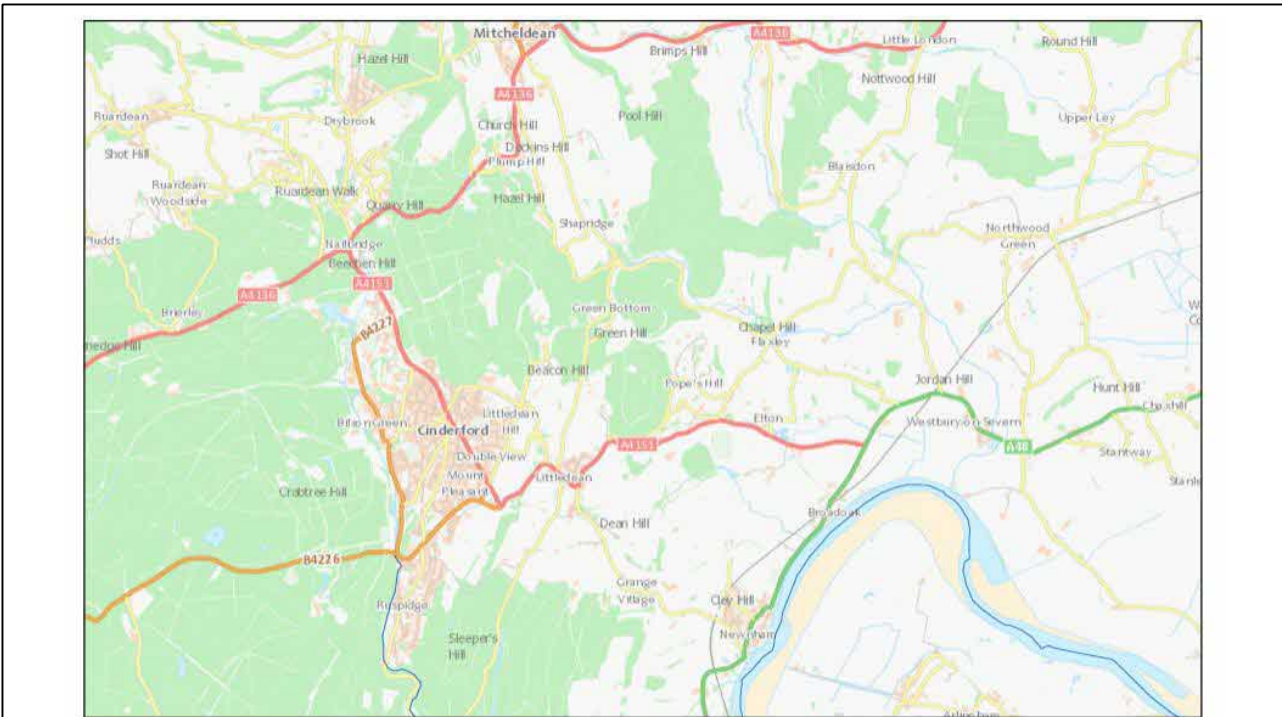 Mitcheldean
A4136
Little London
Round Hill
Brimps Hill
Hazel Hill
Nottwood Hill
A4136
Ruardean
Drybrook
Church Hill
Pool Hill
Upper Ley
Shot Hill
Dockins Hill
Plump Hill
Blaisdon
Ruardean
Woodside
Ruardean Walk
Hazel Hill
Quarry Hill
Shapridge
Northwood
Green
Nailbridge
Beechen Hill
A4151
A4136
Brierley
Green Bottom
B4227
Green Hill
Chapel Hill
Flaxley
Beacon Hill
Pope's Hill
Jordan Hill
Hunt Hill
Chaxhill
Littledean
Hill
Elton
Westbury-on-Severn
Bilson Green
Cinderford
A4151
A48
Stantway
Double View
Mount
Pleasant
Littledean
Crabtree Hill
Dean Hill
Broadoak
B4226
Grange
Village
Cley Hill
Ruspidge
Newnham
Sleeper's
Hill